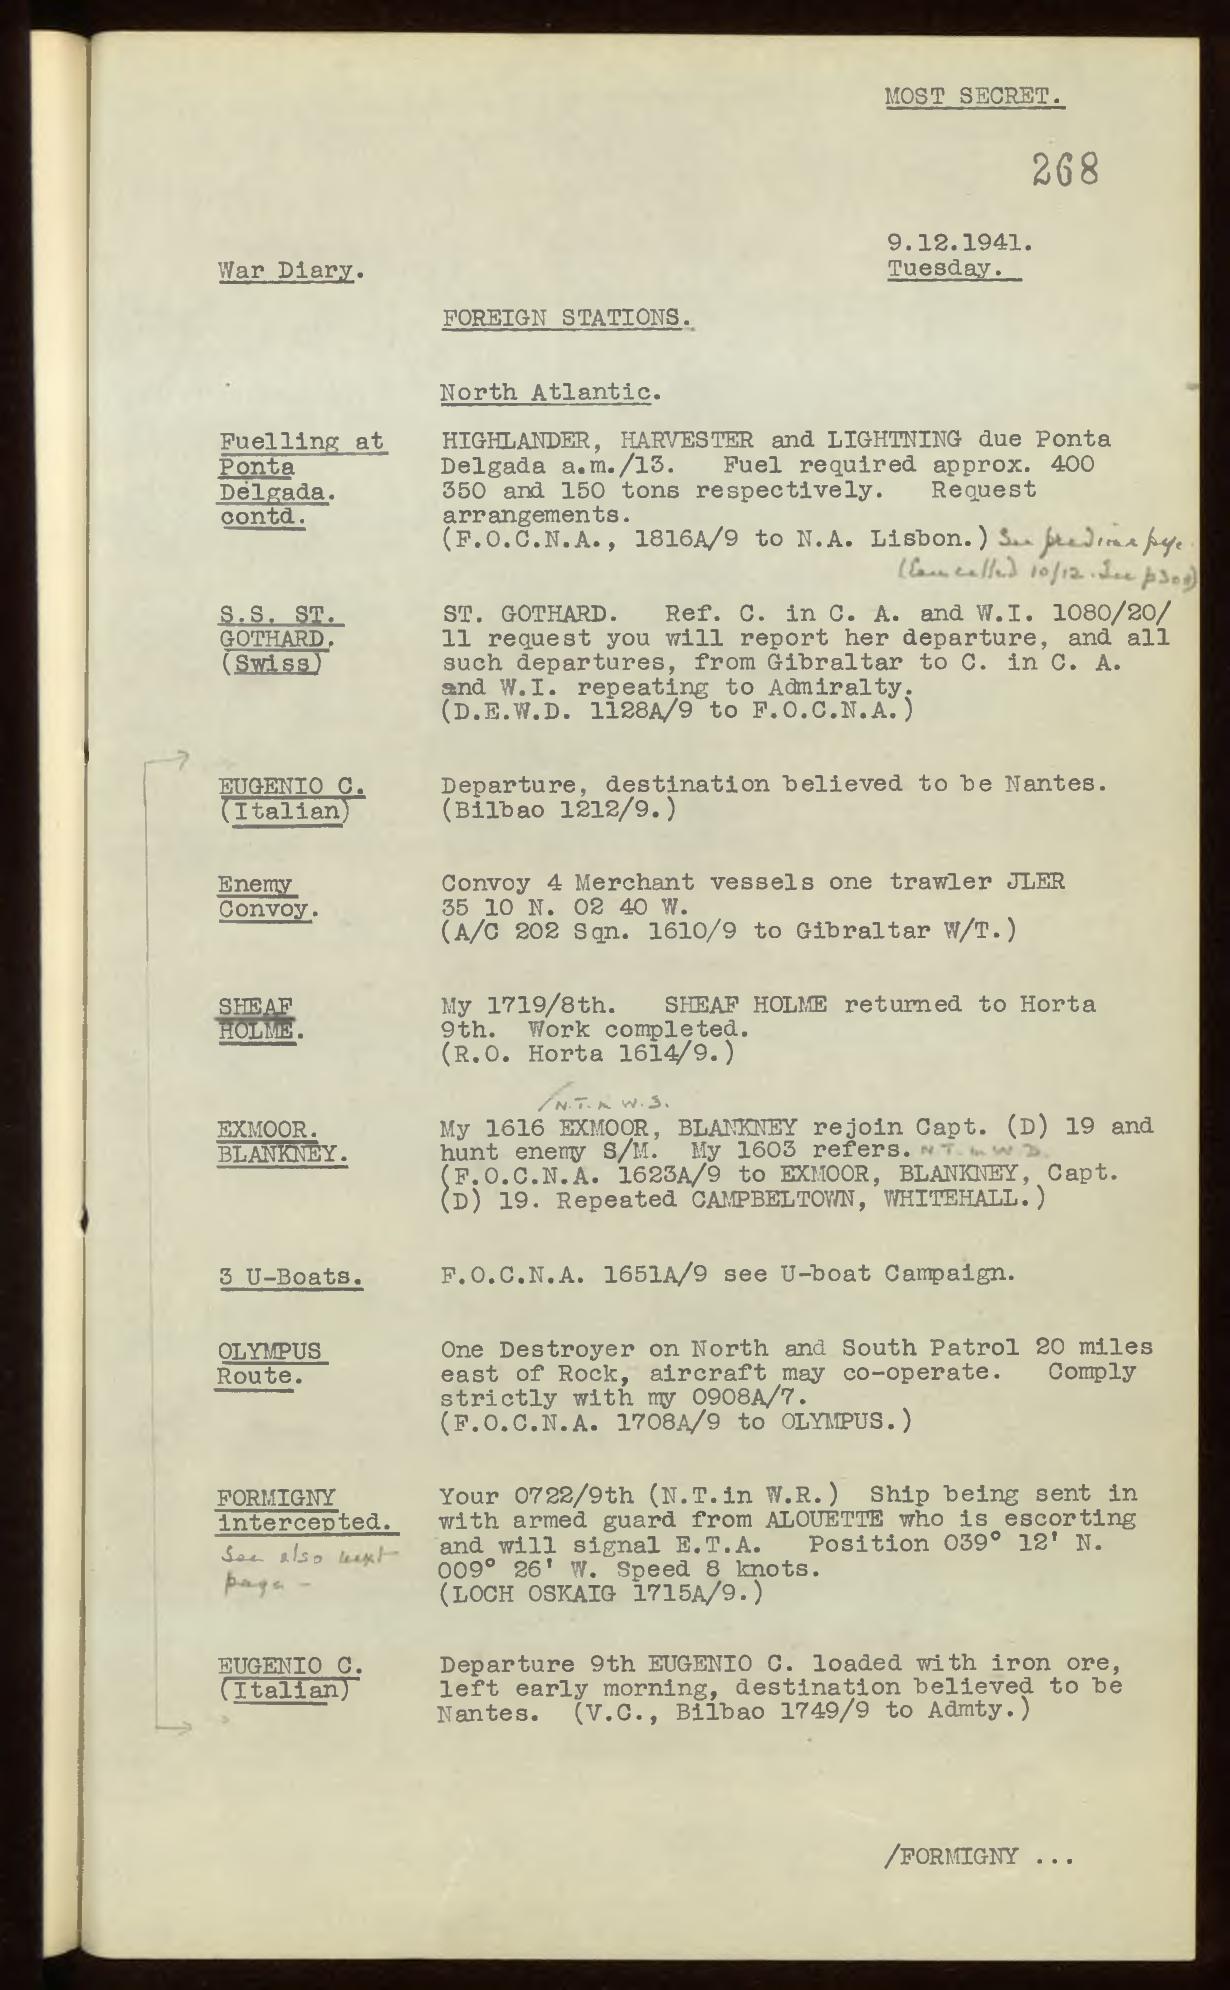 MOST SECRET.
268
9.12.1941.
War Diary.
Tuesday.
FOREIGN STATIONS.
North Atlantic.
Fuelling at
Ponta
Delgada.
contd.
HIGHLANDER, HARVESTER and LIGHTNING due Ponta
Delgada a.m./13. Fuel required approx. 400
350 and 150 tons respectively. Request
arrangements.
(F.O.C.N.A., 1816A/9 to N.A. Lisbon.) See previous page.
(Cancelled 10/12. See p308)
S.S. ST.
GOTHARD.
(Swiss)
ST. GOTHARD. Ref. C. in C. A. and W.I. 1080/20/
11 request you will report her departure, and all
such departures, from Gibraltar to C. in C. A.
and W.I. repeating to Admiralty.
(D.E.W.D. 1128A/9 to F.O.C.N.A.)
EUGENIO C.
(Italian)
Departure, destination believed to be Nantes.
(Bilbao 1212/9.)
Enemy
Convoy.
Convoy 4 Merchant vessels one trawler JLER
35 10 N. 02 40 W.
(A/C 202 Sqn. 1610/9 to Gibraltar W/T.)
SHEAF
HOLME.
My 1719/8th. SHEAF HOLME returned to Horta
9th. Work completed.
(R.O. Horta 1614/9.)
/N.T. in W.D.
EXMOOR.
BLANKNEY.
My 1616 EXMOOR, BLANKNEY rejoin Capt. (D) 19 and
hunt enemy S/M. My 1603 refers. N.T. in W.D.
(F.O.C.N.A. 1623A/9 to EXMOOR, BLANKNEY, Capt.
(D) 19. Repeated CAMPBELTOWN, WHITEHALL.)
3 U-Boats.
F.O.C.N.A. 1651A/9 see U-boat Campaign.
OLYMPUS
Route.
One Destroyer on North and South Patrol 20 miles
east of Rock, aircraft may co-operate. Comply
strictly with my 0908A/7.
(F.O.C.N.A. 1708A/9 to OLYMPUS.)
FORMIGNY
intercepted.
See also next
page -
Your 0722/9th (N.T.in W.R.) Ship being sent in
with armed guard from ALOUETTE who is escorting
and will signal E.T.A. Position 039° 12' N.
009° 26' W. Speed 8 knots.
(LOCH OSKAIG 1715A/9.)
EUGENIO C.
(Italian)
Departure 9th EUGENIO C. loaded with iron ore,
left early morning, destination believed to be
Nantes. (V.C., Bilbao 1749/9 to Admty.)
/FORMIGNY ...